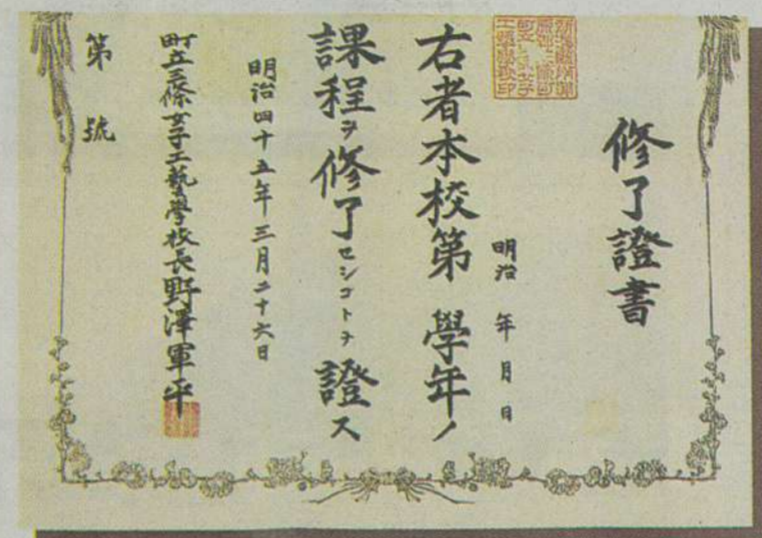 修了證書
明治 年 月 日
右者本校第 學年ノ
課程ヲ修了セシコトヲ證ス
明治四十五年三月二十六日
町立三條女子工藝學校長野澤軍平
第 號